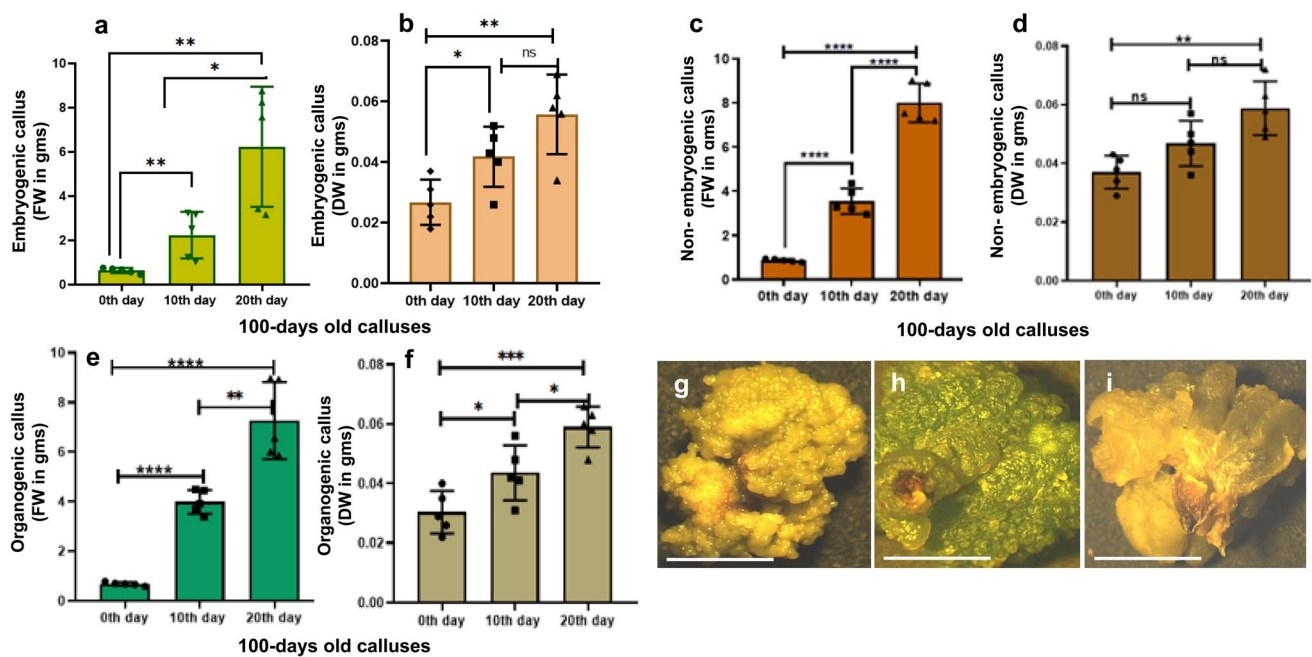 a
Embryogenic callus
(FW in gms)
10
8
6
4
2
0
**
*
**
0th day 10th day 20th day
b
Embryogenic callus
(DW in gms)
0.08
0.06
0.04
0.02
0.00
**
*
ns
0th day 10th day 20th day
100-days old calluses
c
Non- embryogenic callus
(FW in gms)
10
8
6
4
2
0
****
****
****
0th day 10th day 20th day
d
Non- embryogenic callus
(DW in gms)
0.08
0.06
0.04
0.02
0.00
**
ns
ns
0th day 10th day 20th day
100-days old calluses
e
Organogenic callus
(FW in gms)
10
8
6
4
2
0
****
**
****
0th day 10th day 20th day
f
Organogenic callus
(DW in gms)
0.08
0.06
0.04
0.02
0.00
***
*
*
0th day 10th day 20th day
100-days old calluses
g
h
i